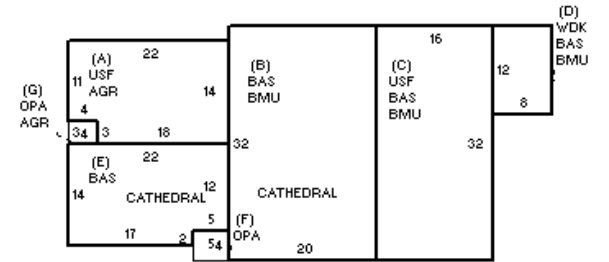 (D)
WDK
BAS
BMU
16
22
(A)
USF
AGR
(B)
BAS
BMU
(C)
USF
BAS
BMU
12
11
14
(G)
OPA
AGR
8
4
34
3
18
32
32
22
(E)
BAS
14
12
CATHEDRAL
CATHEDRAL
5
(F)
OPA
17
2
54
20